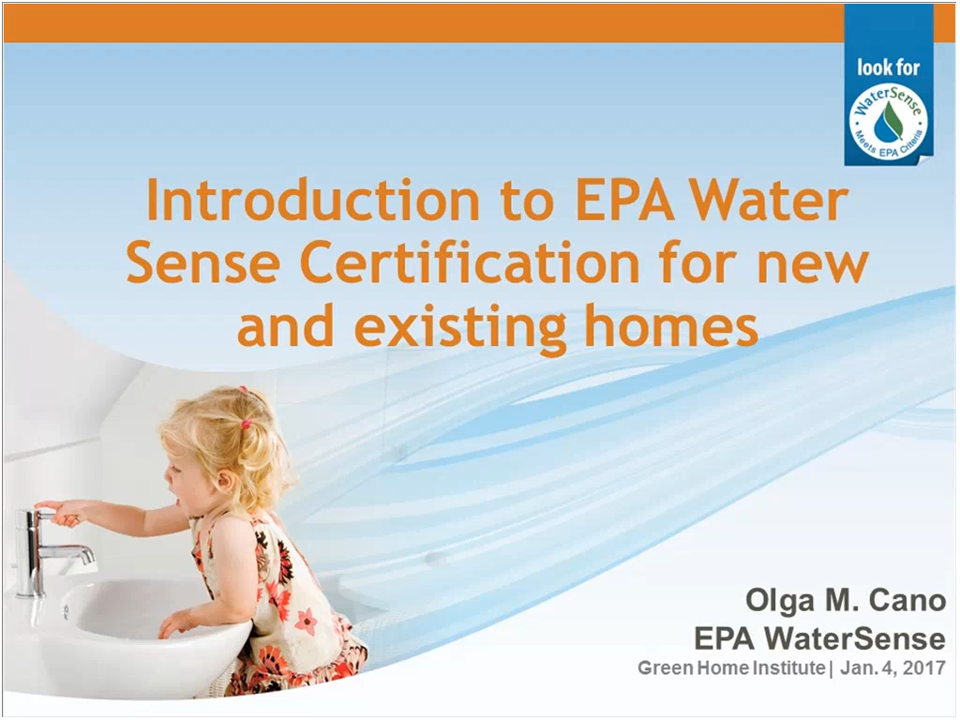 look for
WaterSense
Meets EPA Criteria
Introduction to EPA Water
Sense Certification for new
and existing homes
Olga M. Cano
EPA WaterSense
Green Home Institute| Jan. 4, 2017